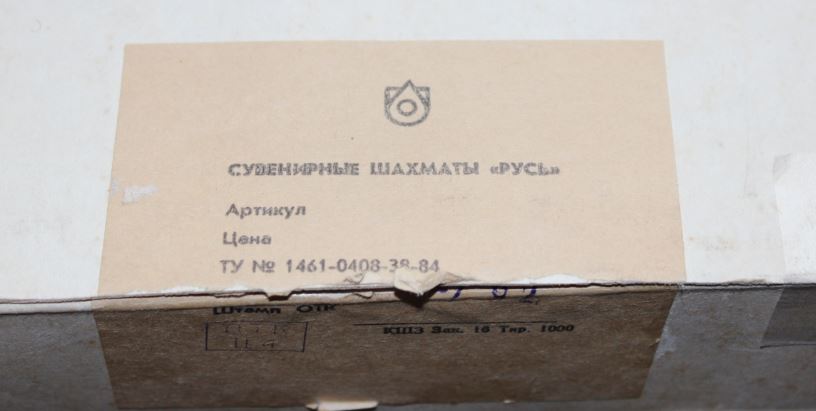 СУВЕНИРНЫЕ ШАХМАТЫ «РУСЬ»
Артикул
Цена
ТУ № 1461-0408-38-84
Штамп ОТК
КШЗ Зак. 16 Тир. 1000